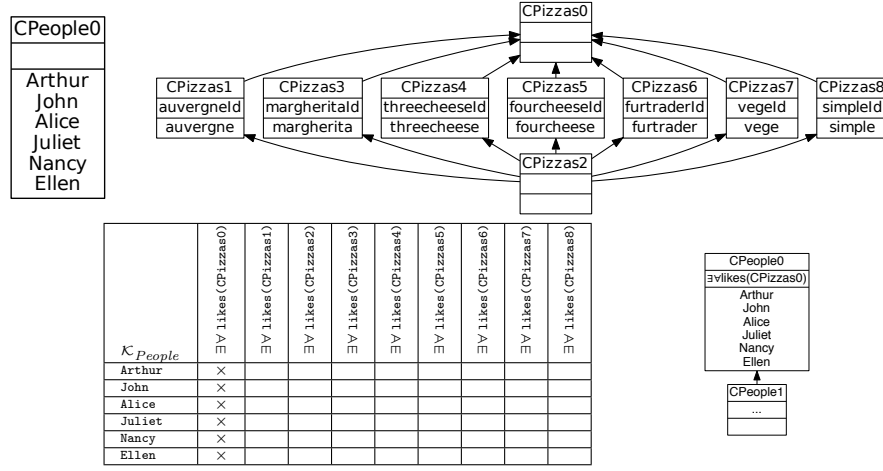 CPeople0
Arthur
John
Alice
Juliet
Nancy
Ellen
CPizzas0
CPizzas1 CPizzas3 CPizzas4 CPizzas5 CPizzas6 CPizzas7 CPizzas8
auvergneId margheritaId threecheeseId fourcheeseId furtraderId vegeId simpleId
auvergne margherita threecheese fourcheese furtrader vege simple
CPizzas2
𝒦People
∃∀ likes(CPizzas0)
∃∀ likes(CPizzas1)
∃∀ likes(CPizzas2)
∃∀ likes(CPizzas3)
∃∀ likes(CPizzas4)
∃∀ likes(CPizzas5)
∃∀ likes(CPizzas6)
∃∀ likes(CPizzas7)
∃∀ likes(CPizzas8)
Arthur ×
John ×
Alice ×
Juliet ×
Nancy ×
Ellen ×
CPeople0
∃∀likes(CPizzas0)
Arthur
John
Alice
Juliet
Nancy
Ellen
CPeople1
...